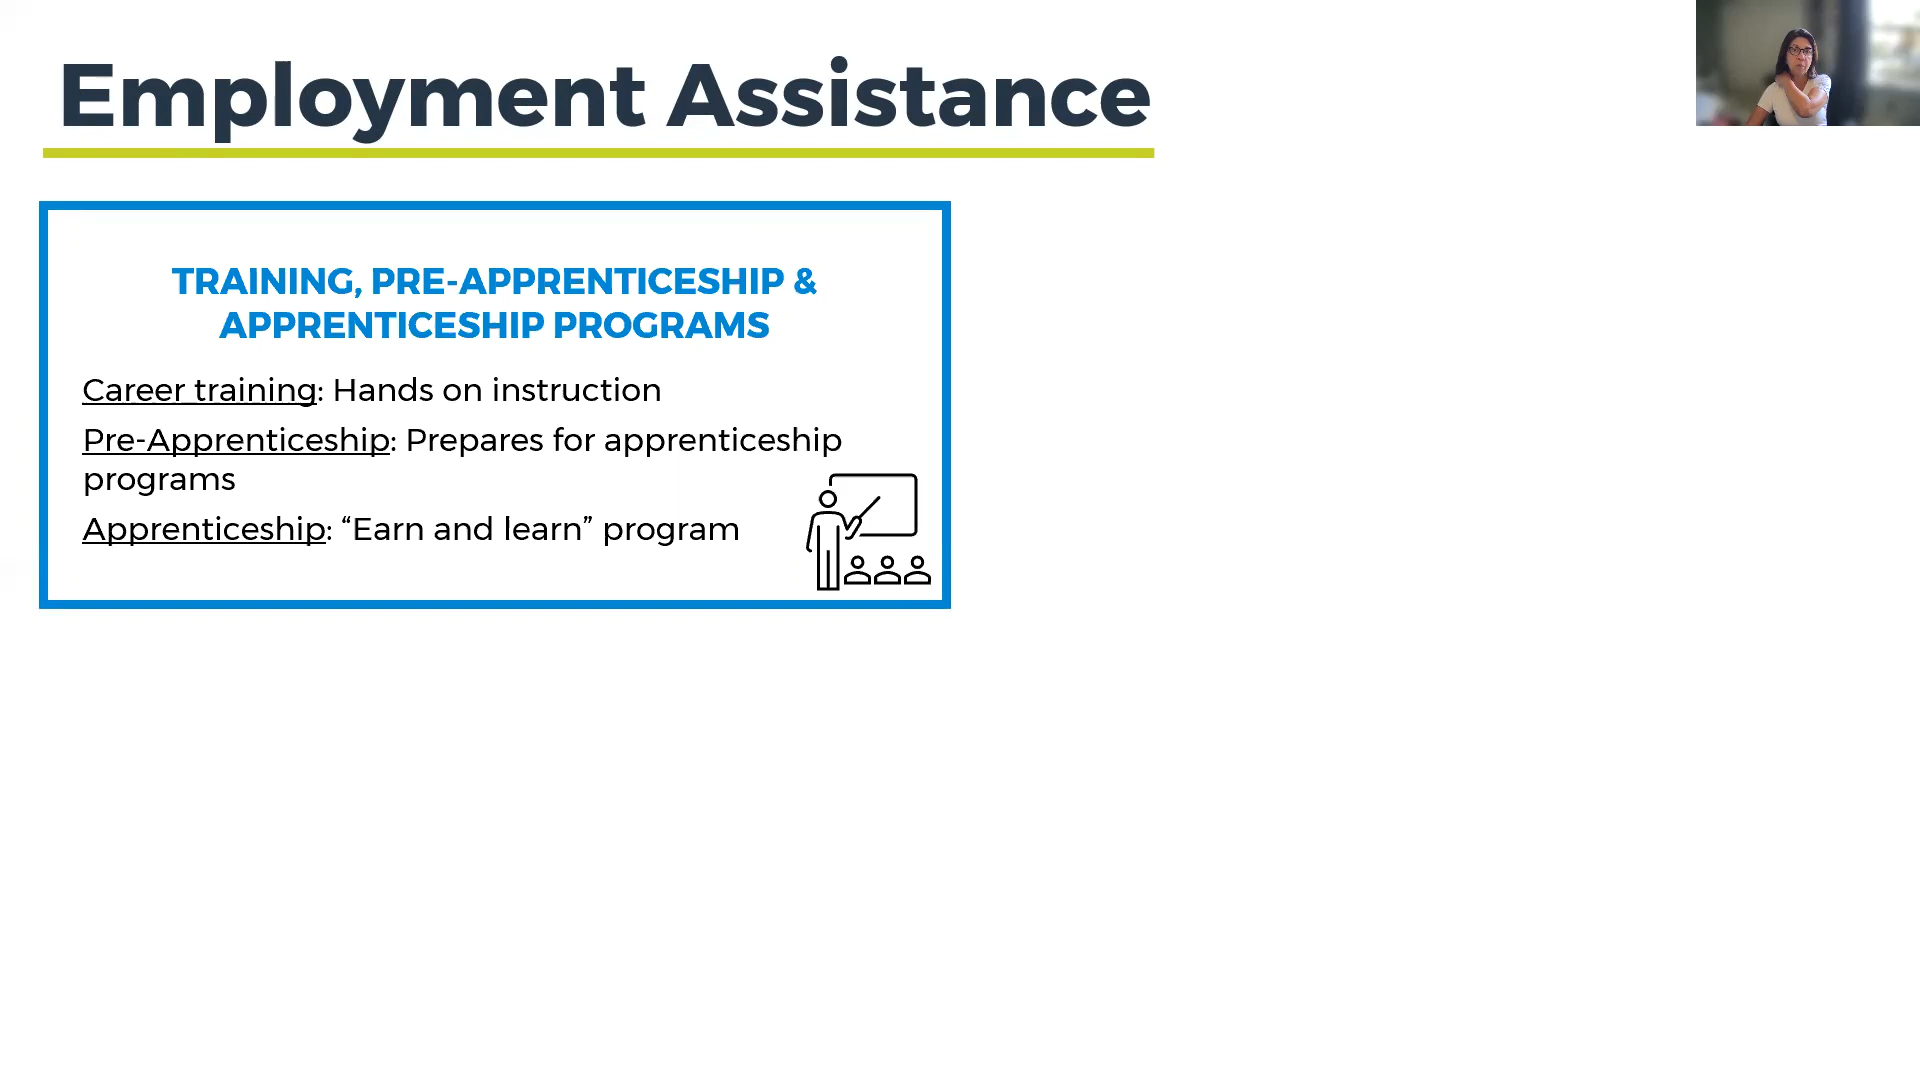 Employment Assistance
TRAINING, PRE-APPRENTICESHIP &
APPRENTICESHIP PROGRAMS
Career training: Hands on instruction
Pre-Apprenticeship: Prepares for apprenticeship
programs
Apprenticeship: “Earn and learn” program